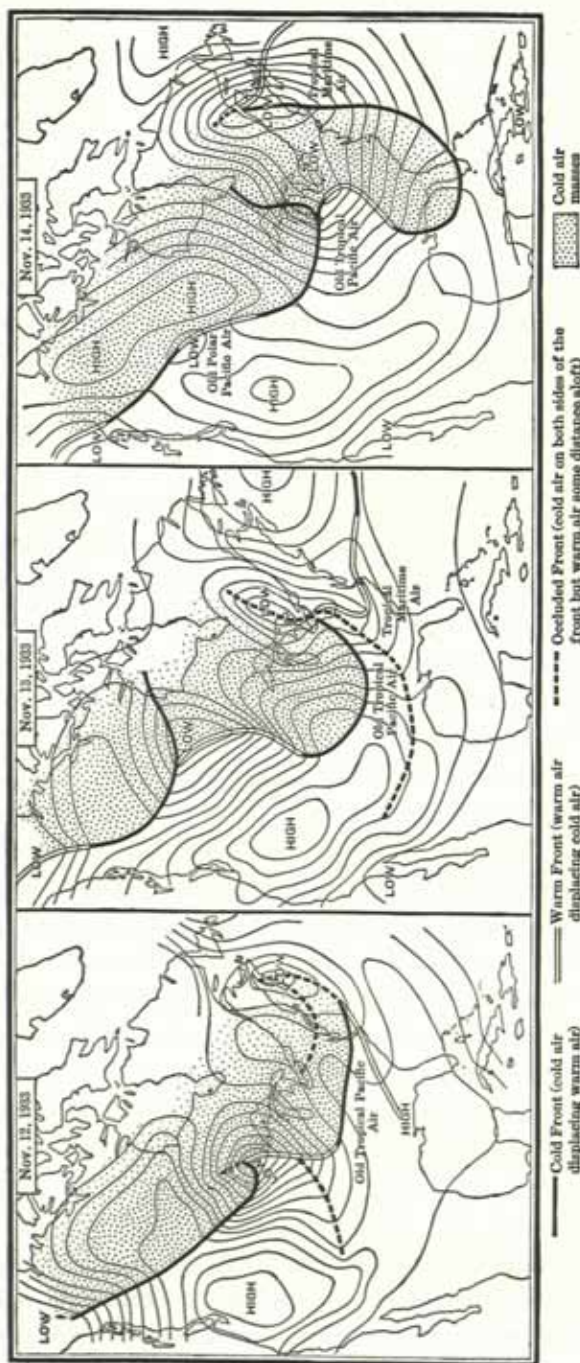 Nov. 12, 1933
LOW
HIGH
Old Tropical Pacific
Air
HIGH
Nov. 13, 1933
LOW
LOW
LOW
HIGH
HIGH
Old Tropical
Pacific Air
Tropical
Maritime
Air
LOW
Nov. 14, 1933
HIGH
LOW
HIGH
HIGH
LOW
Old Polar
Pacific Air
LOW
Tropical
Maritime
Air
LOW
HIGH
Old Tropical
Pacific Air
LOW
LOW
Cold Front (cold air
displacing warm air)
Warm Front (warm air
displacing cold air)
Occluded Front (cold air on both sides of the
front but warm air some distance aloft)
Cold air
masses